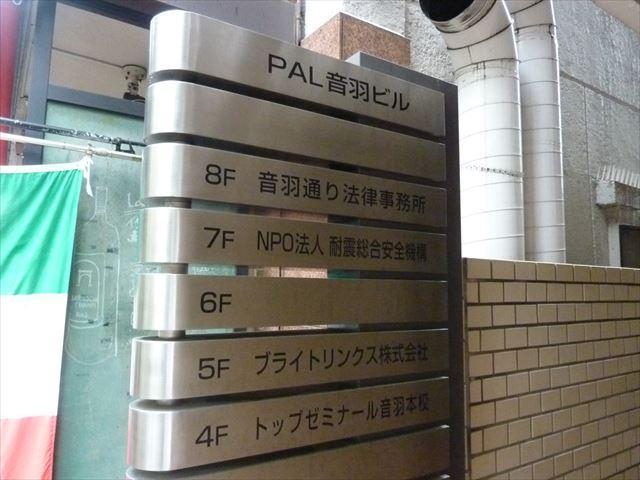 PAL音羽ビル
8F 音羽通り法律事務所
7F NPO法人 耐震総合安全機構
6F
5F ブライトリンクス株式会社
4F トップゼミナール音羽本校